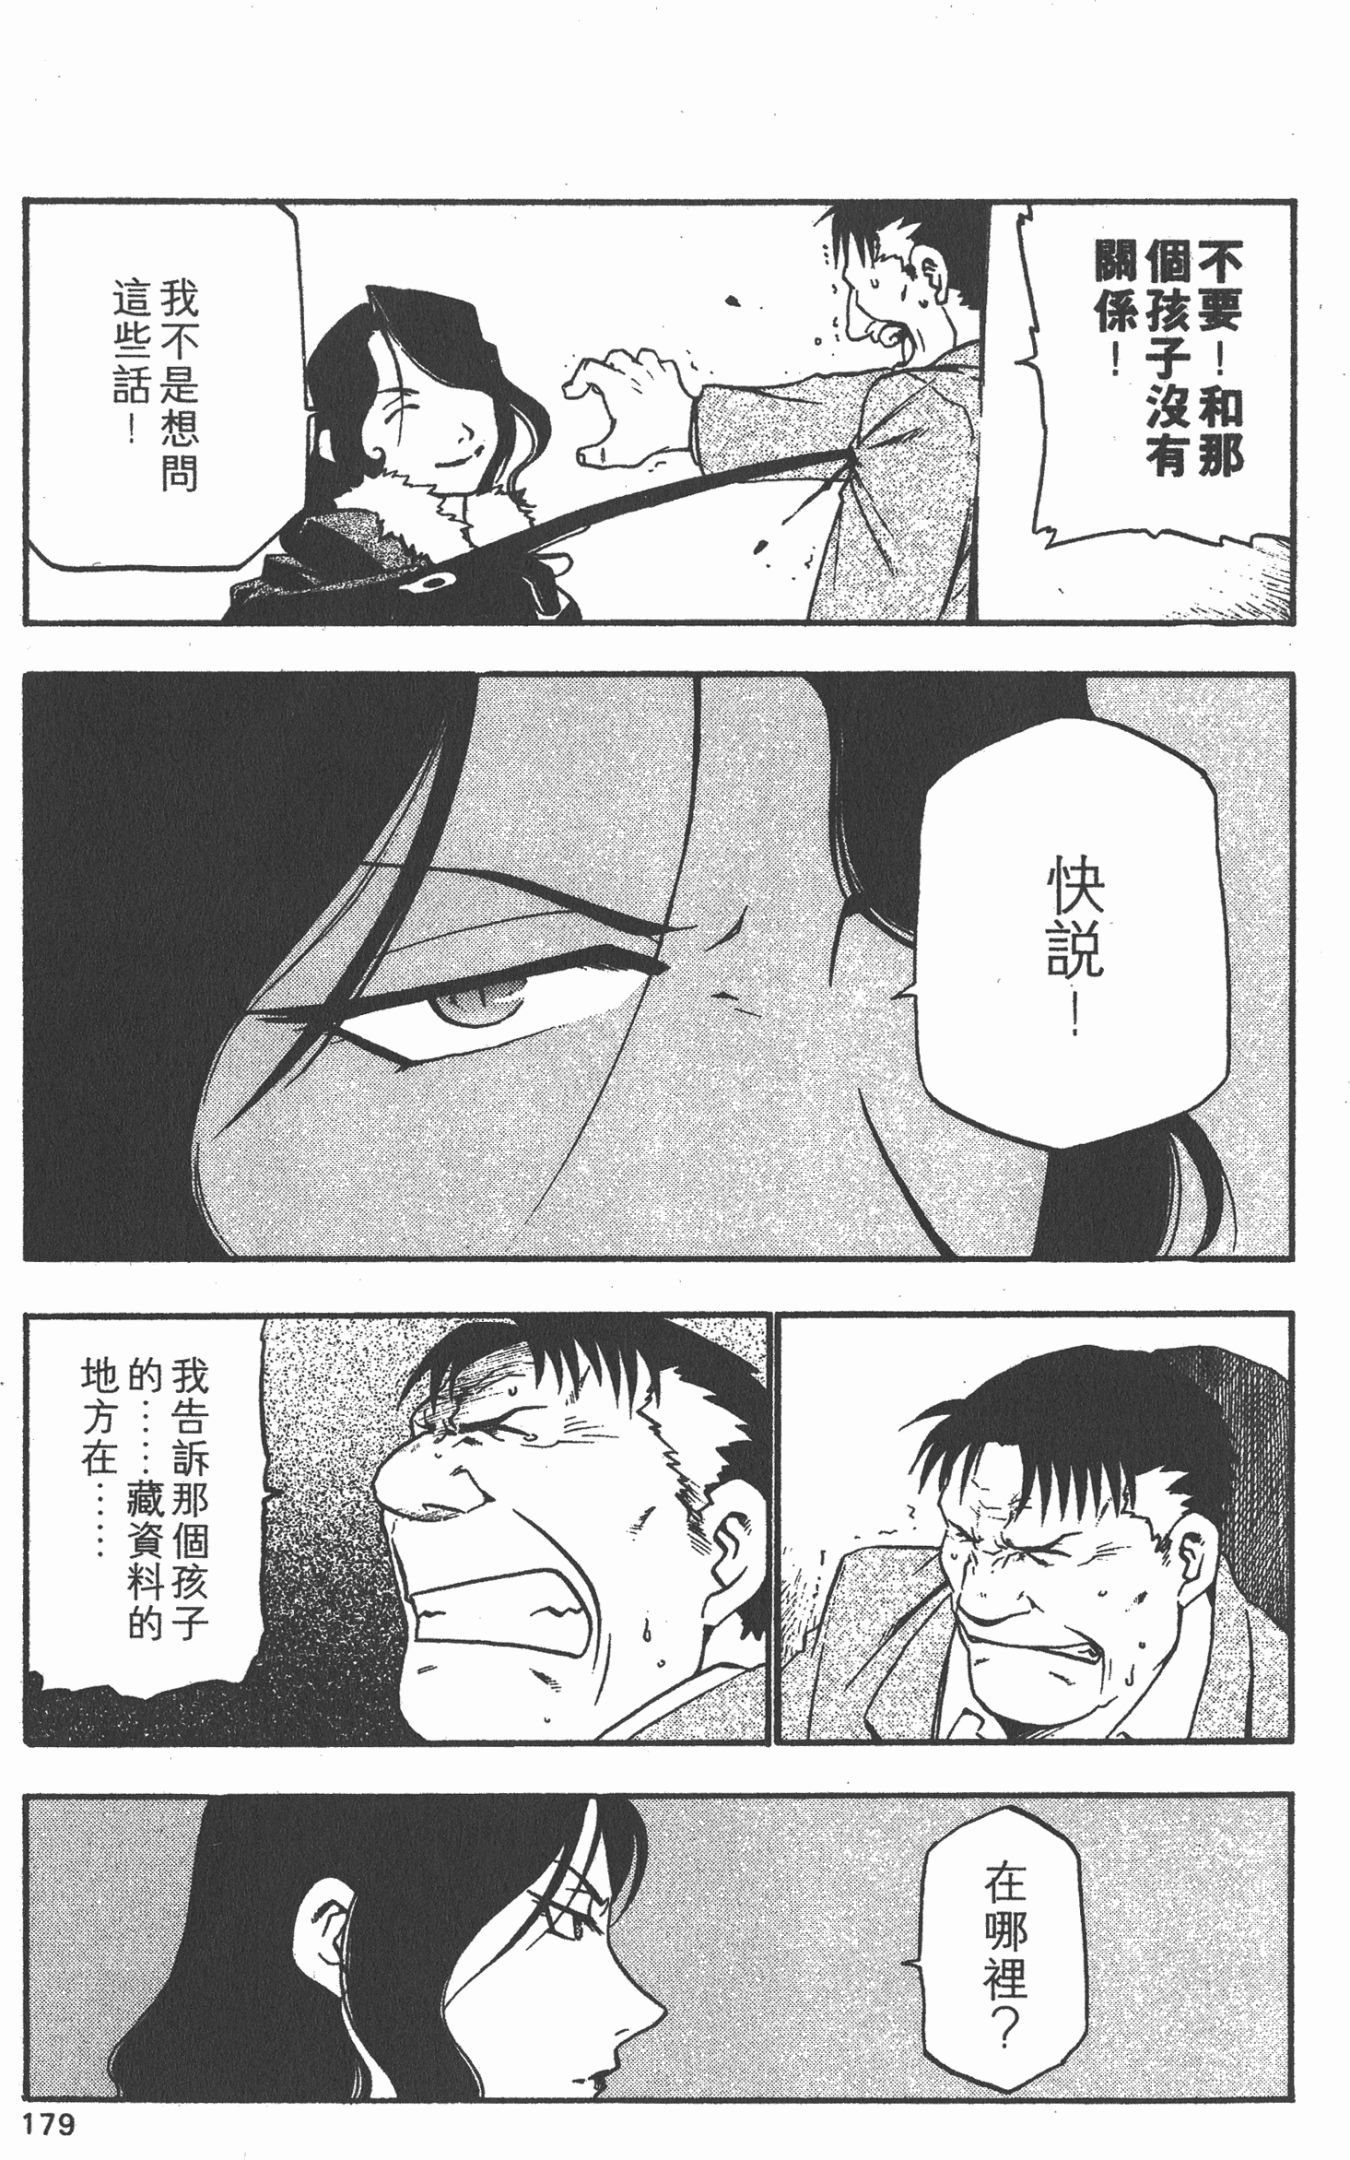 不要！和那
個孩子沒有
關係！
我不是想問
這些話！
快説！
我告訴那個孩子
的……藏資料的
地方在……
在哪裡？
179